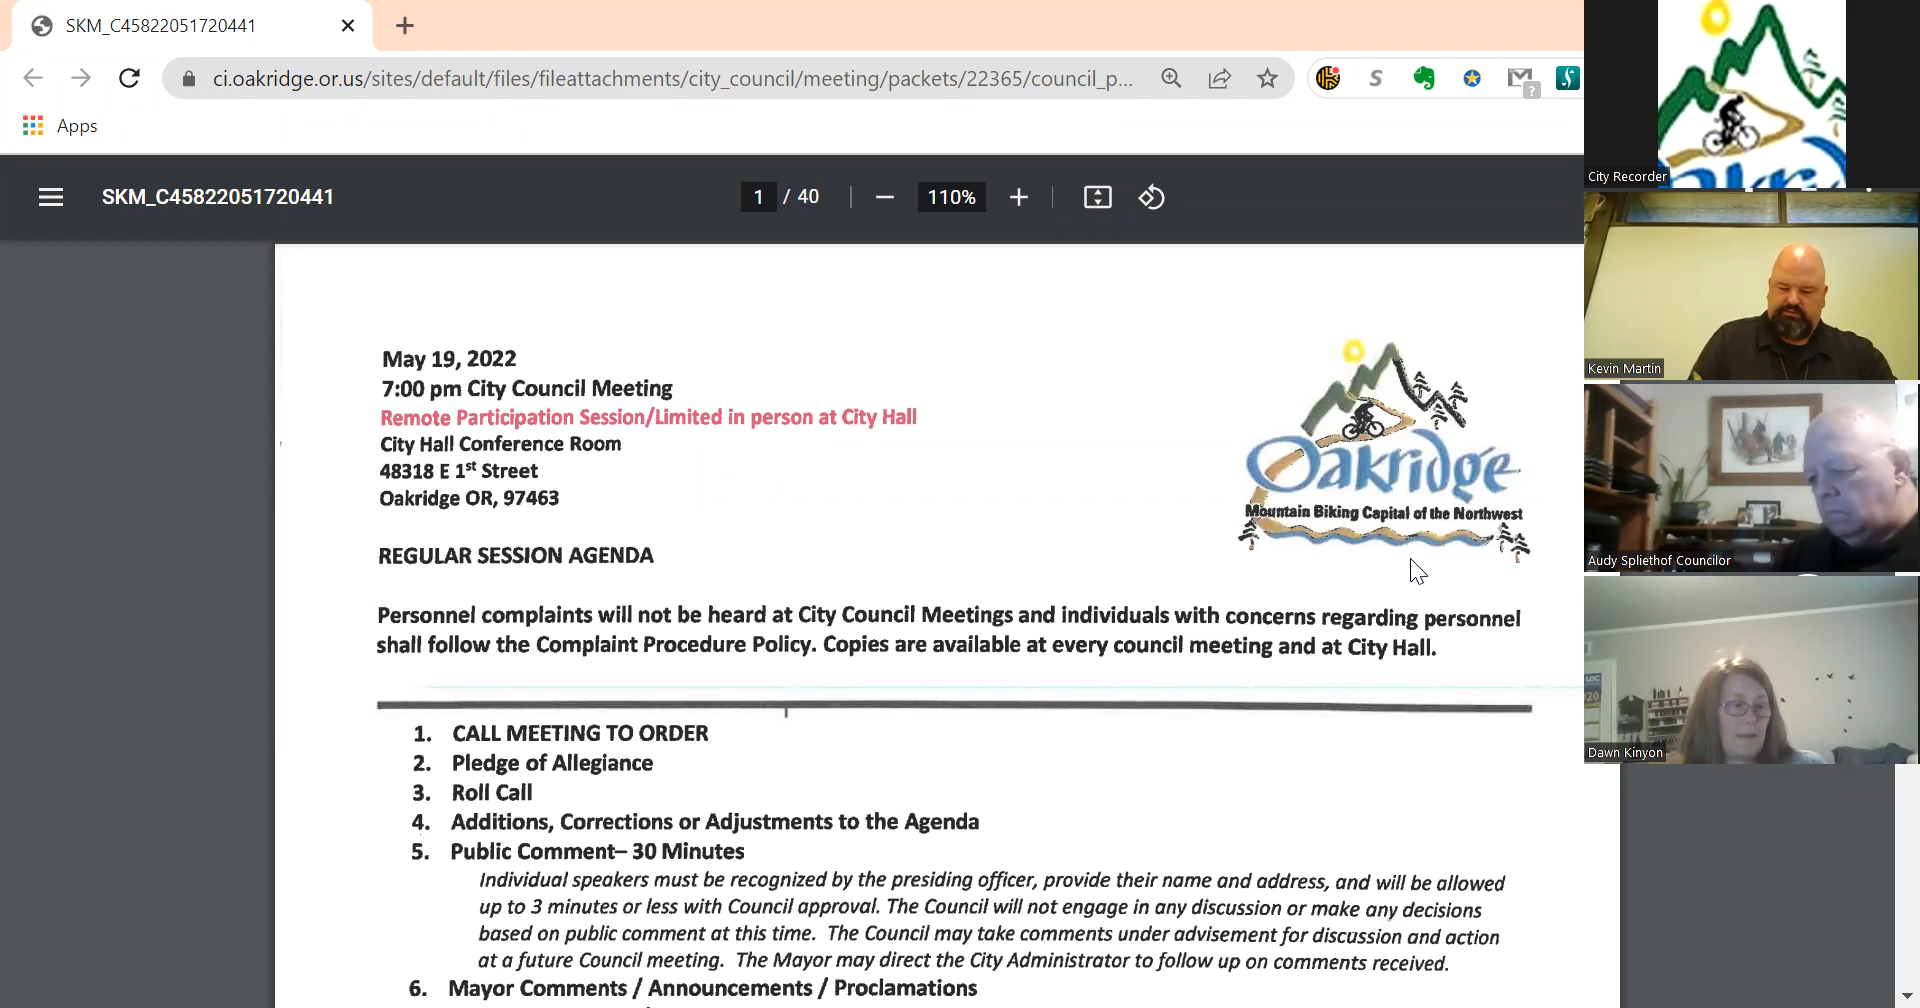 SKM_C45822051720441
ci.oakridge.or.us/sites/default/files/fileattachments/city_council/meeting/packets/22365/council_p...
Apps
SKM_C45822051720441
1 / 40
110%
May 19, 2022
7:00 pm City Council Meeting
Remote Participation Session/Limited in person at City Hall
City Hall Conference Room
48318 E 1st Street
Oakridge OR, 97463
Oakridge
Mountain Biking Capital of the Northwest
REGULAR SESSION AGENDA
Personnel complaints will not be heard at City Council Meetings and individuals with concerns regarding personnel
shall follow the Complaint Procedure Policy. Copies are available at every council meeting and at City Hall.
1. CALL MEETING TO ORDER
2. Pledge of Allegiance
3. Roll Call
4. Additions, Corrections or Adjustments to the Agenda
5. Public Comment– 30 Minutes
Individual speakers must be recognized by the presiding officer, provide their name and address, and will be allowed
up to 3 minutes or less with Council approval. The Council will not engage in any discussion or make any decisions
based on public comment at this time. The Council may take comments under advisement for discussion and action
at a future Council meeting. The Mayor may direct the City Administrator to follow up on comments received.
6. Mayor Comments / Announcements / Proclamations
City Recorder
Kevin Martin
Audy Spliethof Councilor
Dawn Kinyon